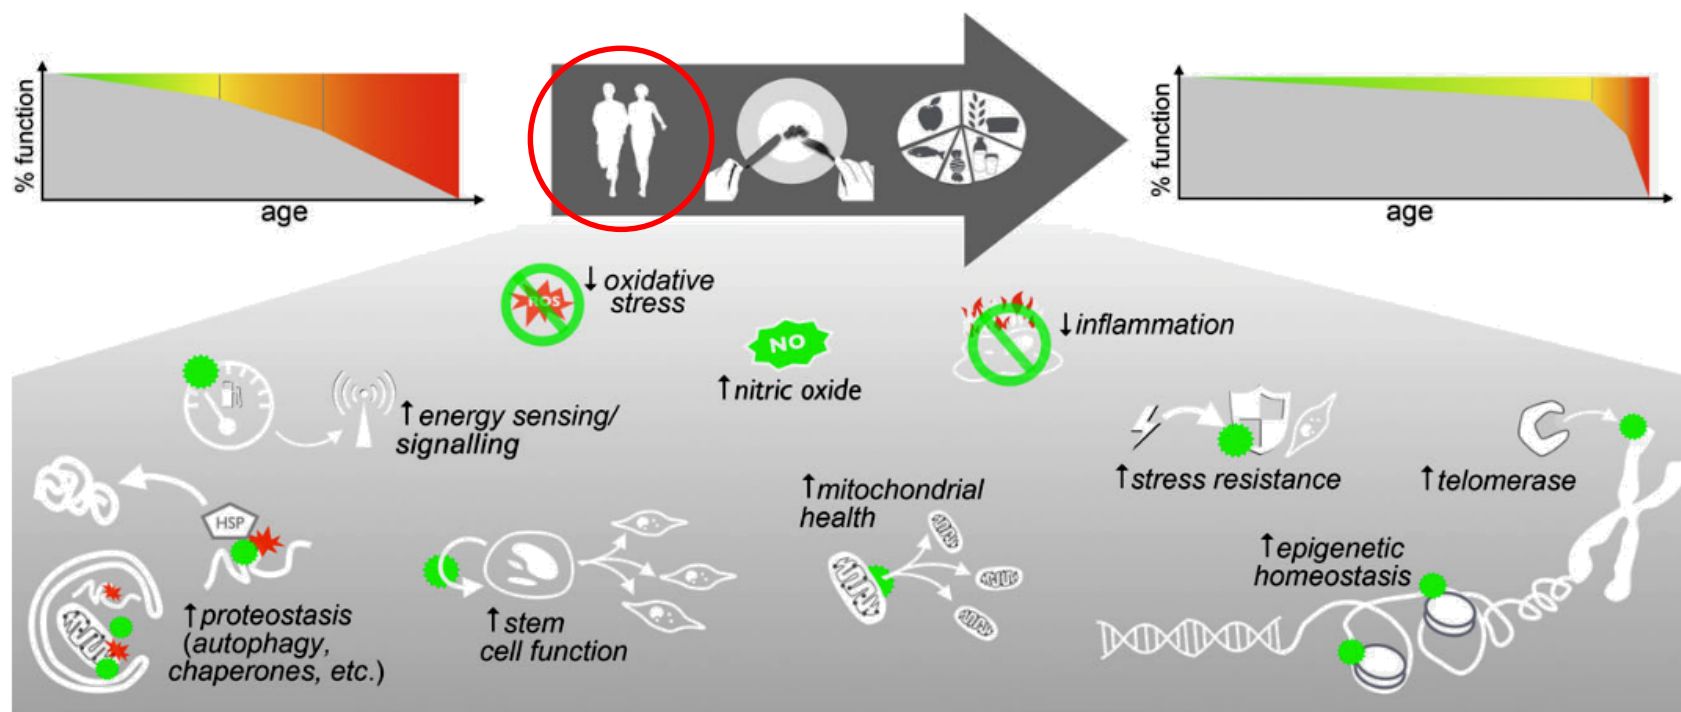 % function
age
% function
age
ROS
↓ oxidative
stress
NO
↑ nitric oxide
↓ inflammation
↑ energy sensing/
signalling
↑ stress resistance
↑ telomerase
HSP
↑ proteostasis
(autophagy,
chaperones, etc.)
↑ stem
cell function
↑ mitochondrial
health
↑ epigenetic
homeostasis